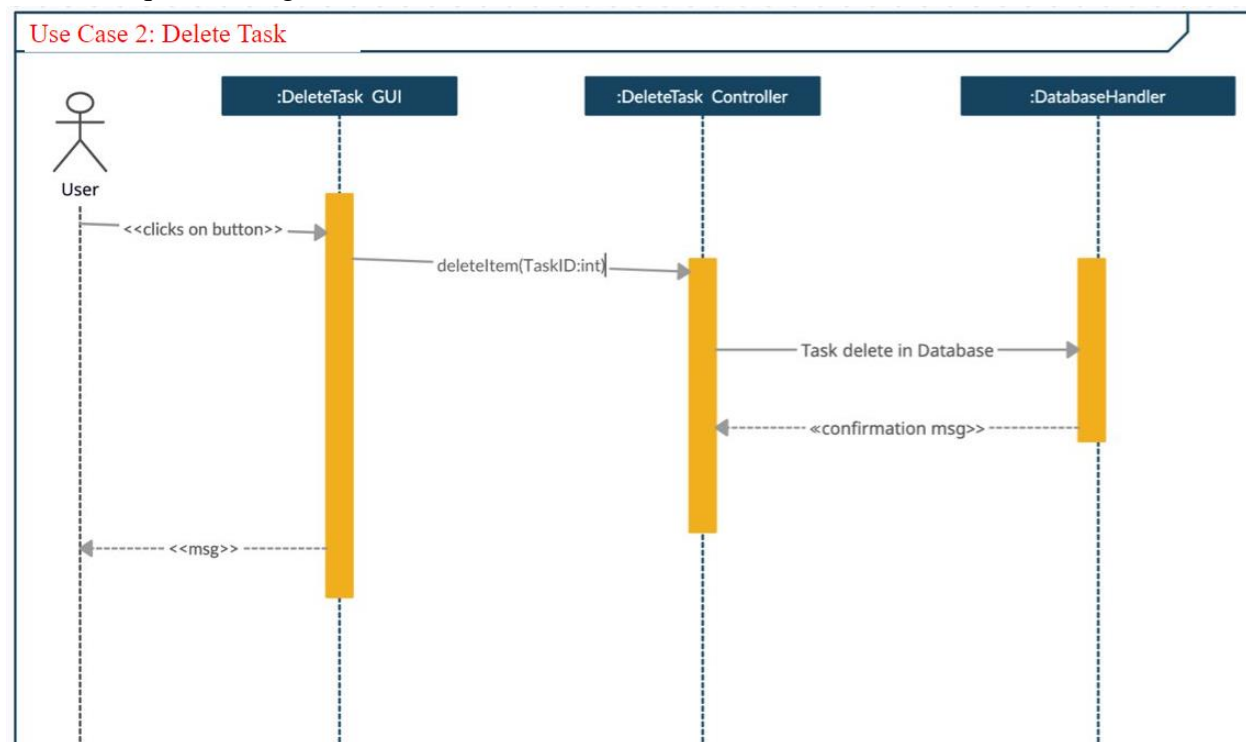 Use Case 2: Delete Task
:DeleteTask GUI
:DeleteTask Controller
:DatabaseHandler
User
<<clicks on button>>
deleteItem(TaskID:int)
Task delete in Database
«confirmation msg>>
<<msg>>